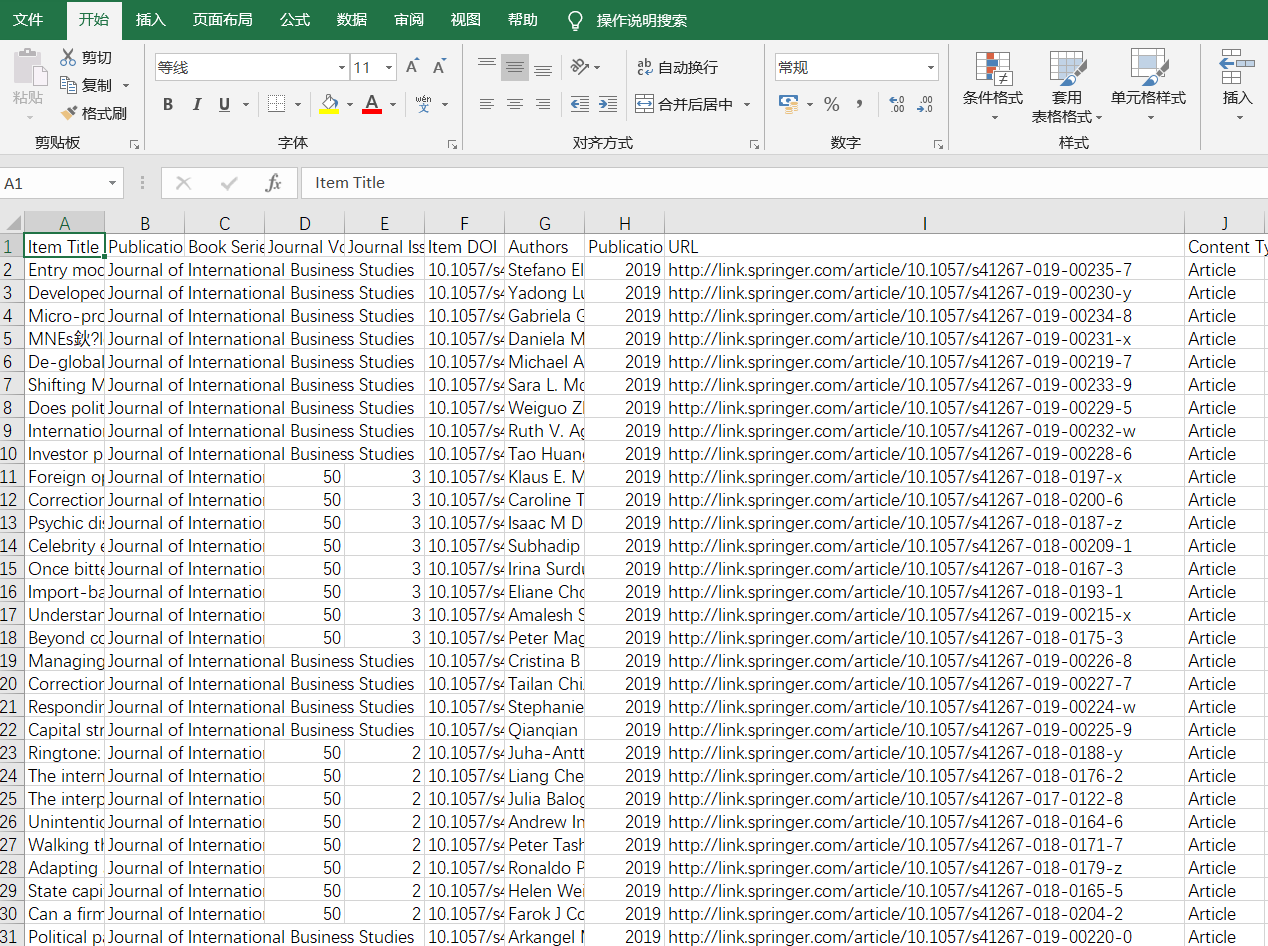 文件 开始 插入 页面布局 公式 数据 审阅 视图 帮助 操作说明搜索
粘贴 剪切 复制 格式刷 剪贴板
等线 11 A A B I U A wén 文 字体
ab 自动换行 合并后居中 对齐方式
常规 % , .00 .00 数字
条件格式 套用 表格格式 单元格样式 样式 插入
A1 fx Item Title
A B C D E F G H I J
1 Item Title Publicatio Book Serie Journal Vo Journal Iss Item DOI Authors Publicatio URL Content Ty
2 Entry mod Journal of International Business Studies 10.1057/s4 Stefano El 2019 http://link.springer.com/article/10.1057/s41267-019-00235-7 Article
3 Developed Journal of International Business Studies 10.1057/s4 Yadong Lu 2019 http://link.springer.com/article/10.1057/s41267-019-00230-y Article
4 Micro-pro Journal of International Business Studies 10.1057/s4 Gabriela G 2019 http://link.springer.com/article/10.1057/s41267-019-00234-8 Article
5 MNEs鈥?I Journal of International Business Studies 10.1057/s4 Daniela M 2019 http://link.springer.com/article/10.1057/s41267-019-00231-x Article
6 De-global Journal of International Business Studies 10.1057/s4 Michael A 2019 http://link.springer.com/article/10.1057/s41267-019-00219-7 Article
7 Shifting M Journal of International Business Studies 10.1057/s4 Sara L. Mc 2019 http://link.springer.com/article/10.1057/s41267-019-00233-9 Article
8 Does polit Journal of International Business Studies 10.1057/s4 Weiguo Zh 2019 http://link.springer.com/article/10.1057/s41267-019-00229-5 Article
9 Internatio Journal of International Business Studies 10.1057/s4 Ruth V. Ag 2019 http://link.springer.com/article/10.1057/s41267-019-00232-w Article
10 Investor p Journal of International Business Studies 10.1057/s4 Tao Huang 2019 http://link.springer.com/article/10.1057/s41267-019-00228-6 Article
11 Foreign op Journal of Internatio 50 3 10.1057/s4 Klaus E. M 2019 http://link.springer.com/article/10.1057/s41267-018-0197-x Article
12 Correction Journal of Internatio 50 3 10.1057/s4 Caroline T 2019 http://link.springer.com/article/10.1057/s41267-018-0200-6 Article
13 Psychic dis Journal of Internatio 50 3 10.1057/s4 Isaac M D 2019 http://link.springer.com/article/10.1057/s41267-018-0187-z Article
14 Celebrity e Journal of Internatio 50 3 10.1057/s4 Subhadip 2019 http://link.springer.com/article/10.1057/s41267-018-00209-1 Article
15 Once bitte Journal of Internatio 50 3 10.1057/s4 Irina Surdu 2019 http://link.springer.com/article/10.1057/s41267-018-0167-3 Article
16 Import-ba Journal of Internatio 50 3 10.1057/s4 Eliane Cho 2019 http://link.springer.com/article/10.1057/s41267-018-0193-1 Article
17 Understan Journal of Internatio 50 3 10.1057/s4 Amalesh S 2019 http://link.springer.com/article/10.1057/s41267-019-00215-x Article
18 Beyond co Journal of Internatio 50 3 10.1057/s4 Peter Mag 2019 http://link.springer.com/article/10.1057/s41267-018-0175-3 Article
19 Managing Journal of International Business Studies 10.1057/s4 Cristina B 2019 http://link.springer.com/article/10.1057/s41267-019-00226-8 Article
20 Correction Journal of International Business Studies 10.1057/s4 Tailan Chi 2019 http://link.springer.com/article/10.1057/s41267-019-00227-7 Article
21 Respondin Journal of International Business Studies 10.1057/s4 Stephanie 2019 http://link.springer.com/article/10.1057/s41267-019-00224-w Article
22 Capital str Journal of International Business Studies 10.1057/s4 Qianqian 2019 http://link.springer.com/article/10.1057/s41267-019-00225-9 Article
23 Ringtone: Journal of Internatio 50 2 10.1057/s4 Juha-Antt 2019 http://link.springer.com/article/10.1057/s41267-018-0188-y Article
24 The intern Journal of Internatio 50 2 10.1057/s4 Liang Che 2019 http://link.springer.com/article/10.1057/s41267-018-0176-2 Article
25 The interp Journal of Internatio 50 2 10.1057/s4 Julia Balog 2019 http://link.springer.com/article/10.1057/s41267-017-0122-8 Article
26 Unintentio Journal of Internatio 50 2 10.1057/s4 Andrew In 2019 http://link.springer.com/article/10.1057/s41267-018-0164-6 Article
27 Walking th Journal of Internatio 50 2 10.1057/s4 Peter Tash 2019 http://link.springer.com/article/10.1057/s41267-018-0171-7 Article
28 Adapting Journal of Internatio 50 2 10.1057/s4 Ronaldo P 2019 http://link.springer.com/article/10.1057/s41267-018-0179-z Article
29 State capi Journal of Internatio 50 2 10.1057/s4 Helen Wei 2019 http://link.springer.com/article/10.1057/s41267-018-0165-5 Article
30 Can a firm Journal of Internatio 50 2 10.1057/s4 Farok J Co 2019 http://link.springer.com/article/10.1057/s41267-018-0204-2 Article
31 Political pa Journal of International Business Studies 10.1057/s4 Arkangel M 2019 http://link.springer.com/article/10.1057/s41267-019-00220-0 Article